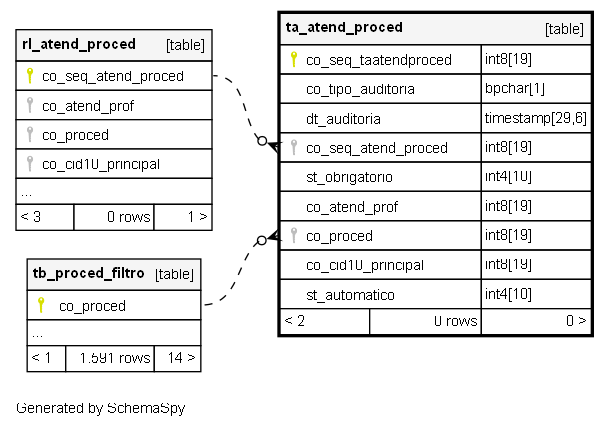 rl_atend_proced [table]
co_seq_atend_proced
co_atend_prof
co_proced
co_cid10_principal
...
< 3 0 rows 1 >
tb_proced_filtro [table]
co_proced
...
< 1 1.591 rows 14 >
ta_atend_proced [table]
co_seq_taatendproced int8[19]
co_tipo_auditoria bpchar[1]
dt_auditoria timestamp[29,6]
co_seq_atend_proced int8[19]
st_obrigatorio int4[10]
co_atend_prof int8[19]
co_proced int8[19]
co_cid10_principal int8[19]
st_automatico int4[10]
< 2 0 rows 0 >
Generated by SchemaSpy